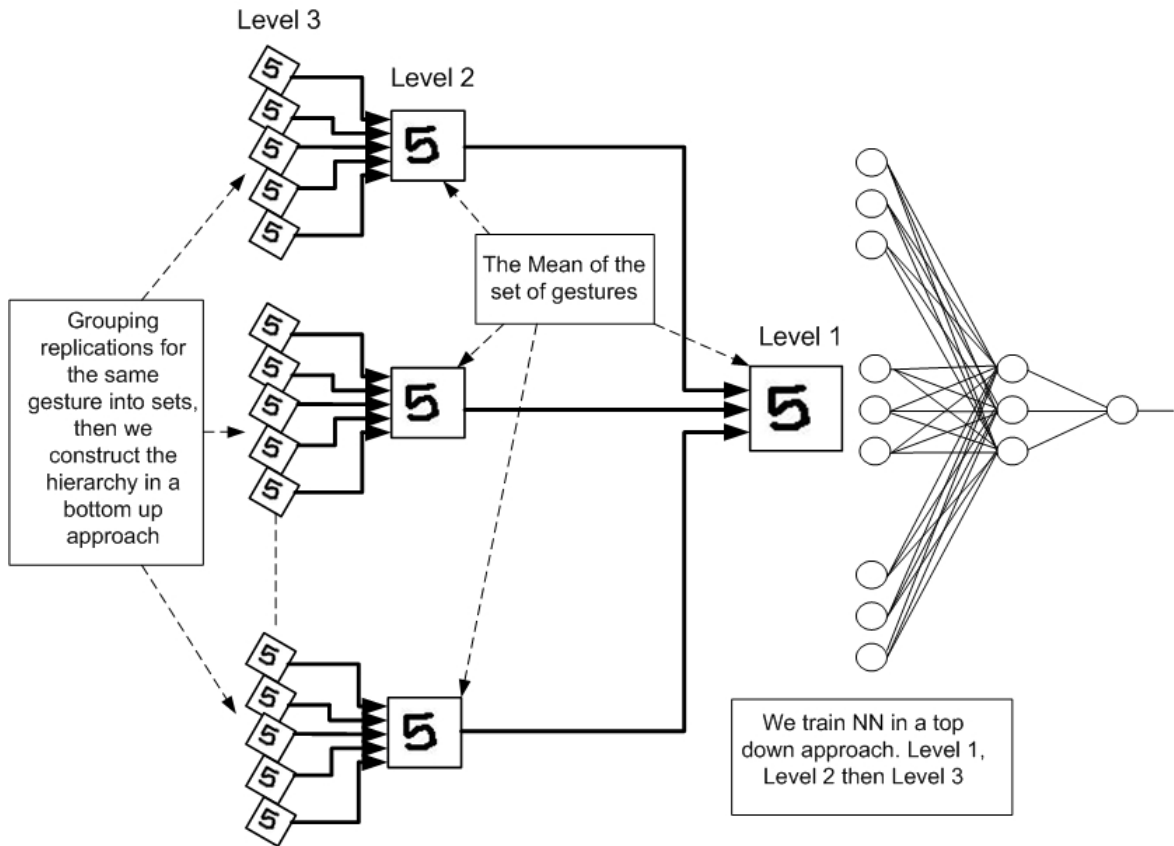 Level 3
5
5
5
5
5
Level 2
5
The Mean of the
set of gestures
Grouping
replications for
the same
gesture into sets,
then we
construct the
hierarchy in a
bottom up
approach
5
5
5
5
5
5
Level 1
5
5
5
5
5
5
5
We train NN in a top
down approach. Level 1,
Level 2 then Level 3